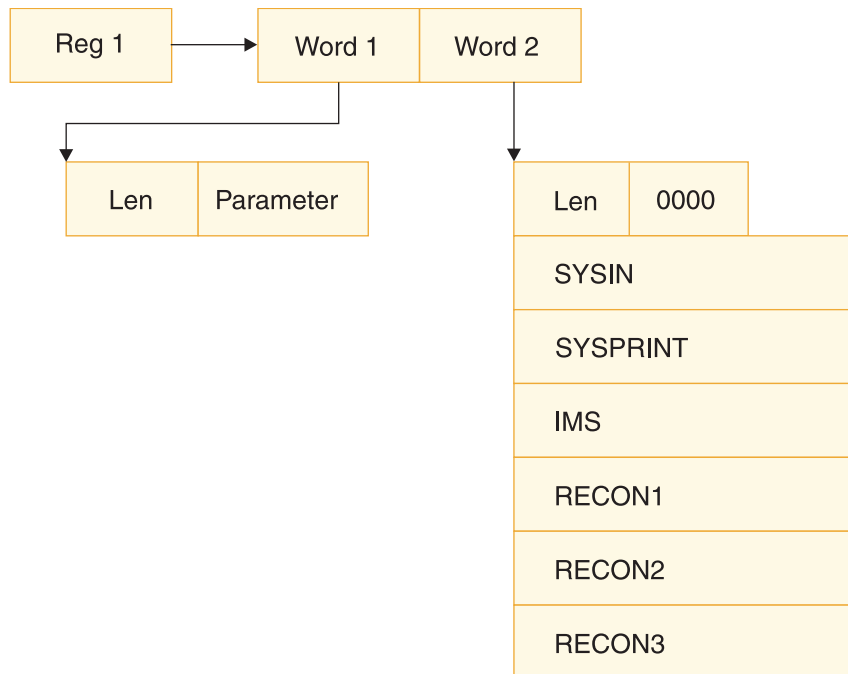 Reg 1
Word 1
Word 2
Len
Parameter
Len
0000
SYSIN
SYSPRINT
IMS
RECON1
RECON2
RECON3